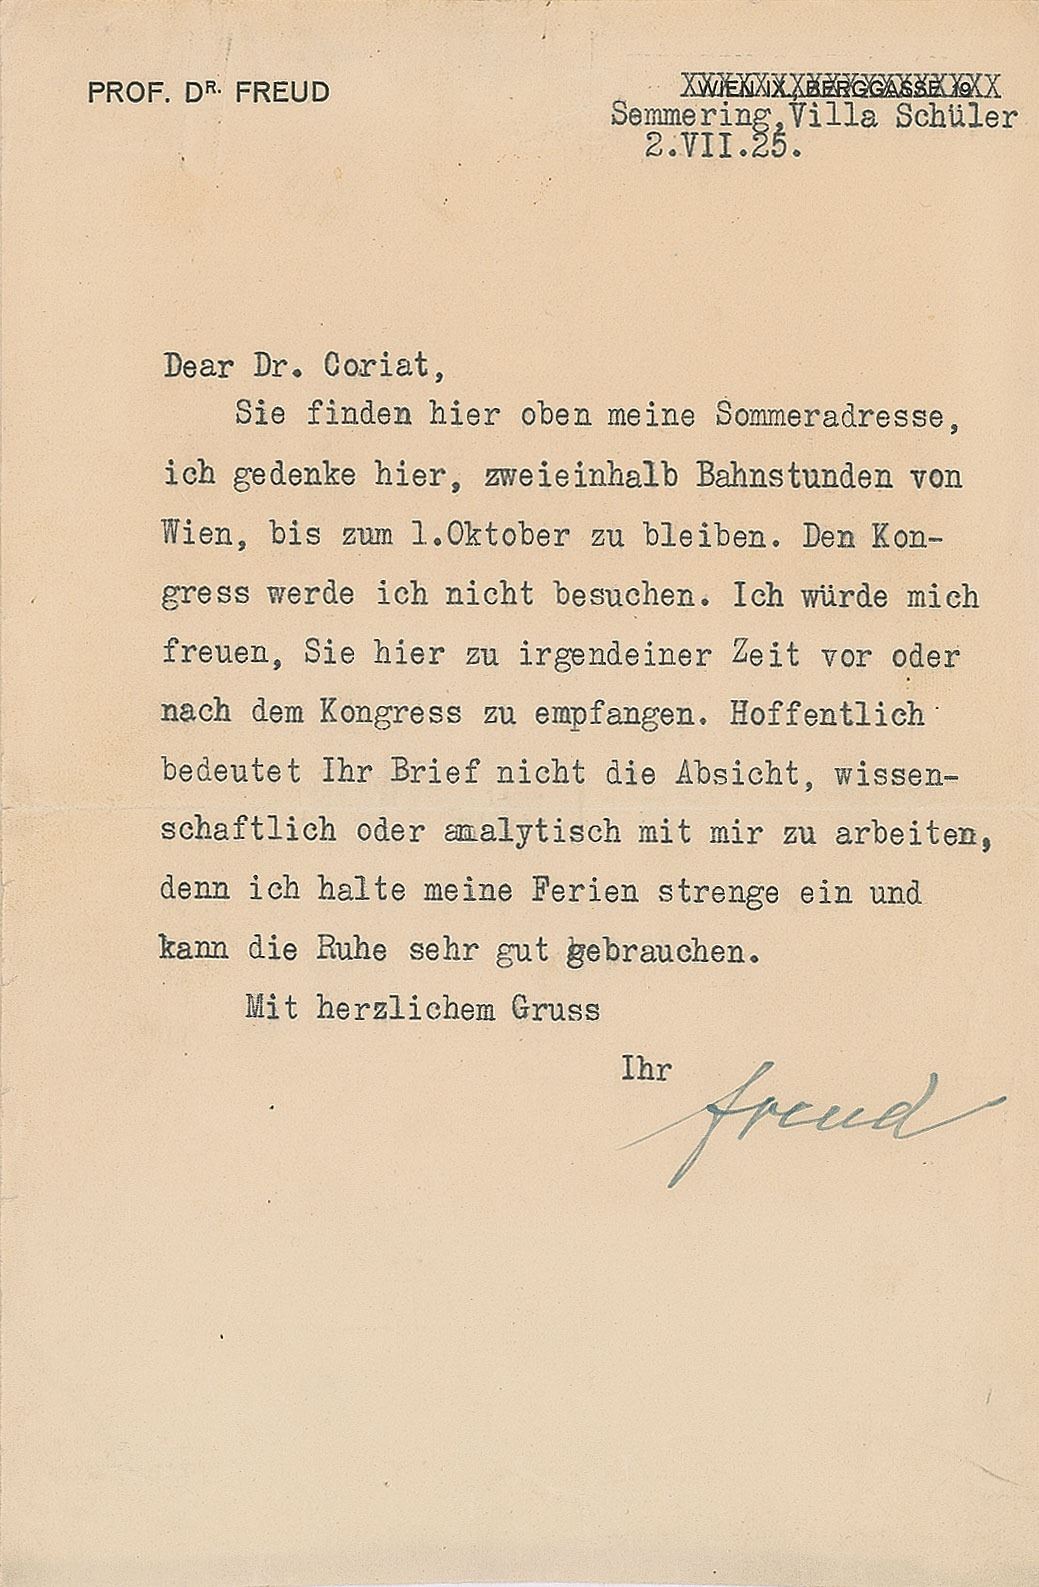 PROF. DR. FREUD
WIEN IX., BERGGASSE 19
Semmering,Villa Schüler
2.VII.25.
Dear Dr. Coriat,
Sie finden hier oben meine Sommeradresse,
ich gedenke hier, zweieinhalb Bahnstunden von
Wien, bis zum 1.Oktober zu bleiben. Den Kon-
gress werde ich nicht besuchen. Ich würde mich
freuen, Sie hier zu irgendeiner Zeit vor oder
nach dem Kongress zu empfangen. Hoffentlich
bedeutet Ihr Brief nicht die Absicht, wissen-
schaftlich oder analytisch mit mir zu arbeiten,
denn ich halte meine Ferien strenge ein und
kann die Ruhe sehr gut gebrauchen.
Mit herzlichem Gruss
Ihr
Freud